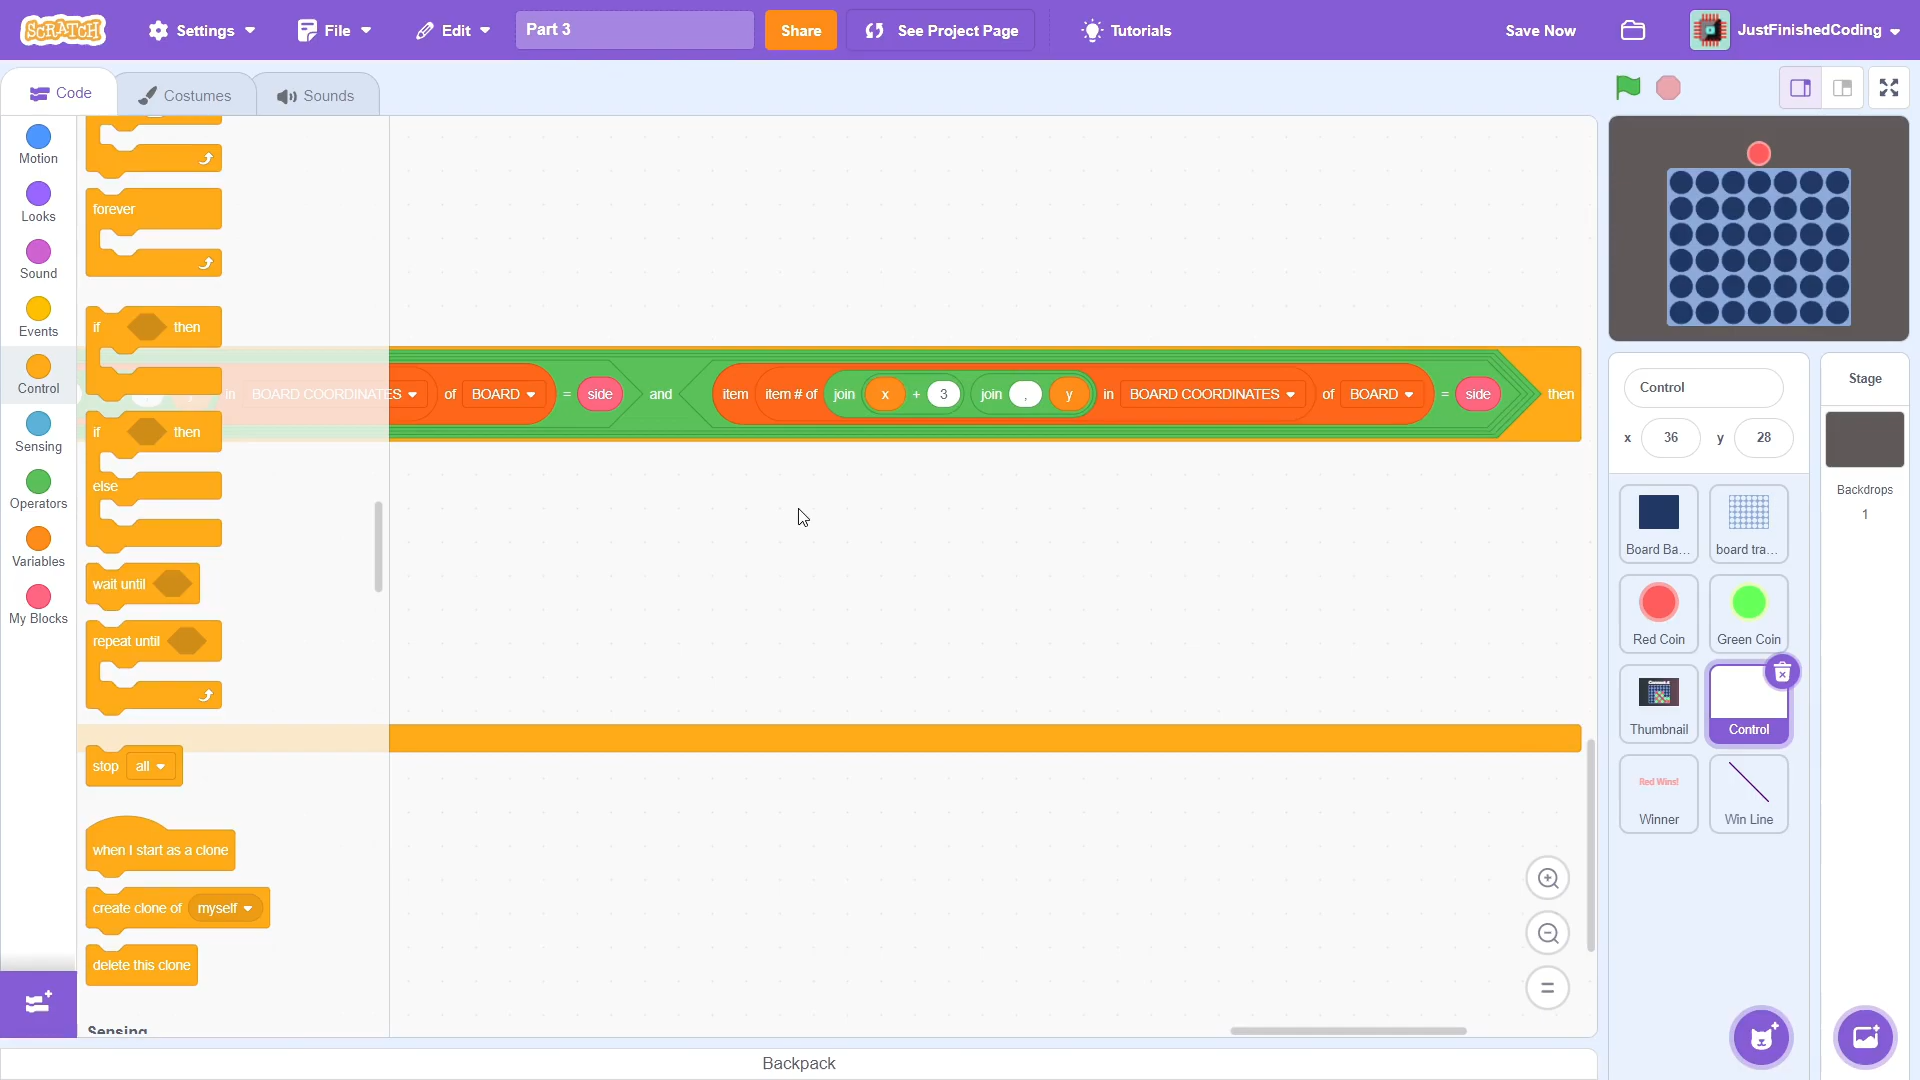 SCRATCH
Settings
File
Edit
Part 3
Share
See Project Page
Tutorials
Save Now
JustFinishedCoding
Code
Costumes
Sounds
Motion
Looks
Sound
Events
Control
Sensing
Operators
Variables
My Blocks
forever
if then
in BOARD COORDINATES of BOARD = side and item item # of join x + 3 join , y in BOARD COORDINATES of BOARD = side then
if then
else
wait until
repeat until
stop all
when I start as a clone
create clone of myself
delete this clone
Sensing
Backpack
Control
x 36 y 28
Board Ba...
board tra...
Red Coin
Green Coin
Thumbnail
Control
Red Wins!
Winner
Win Line
Stage
Backdrops
1